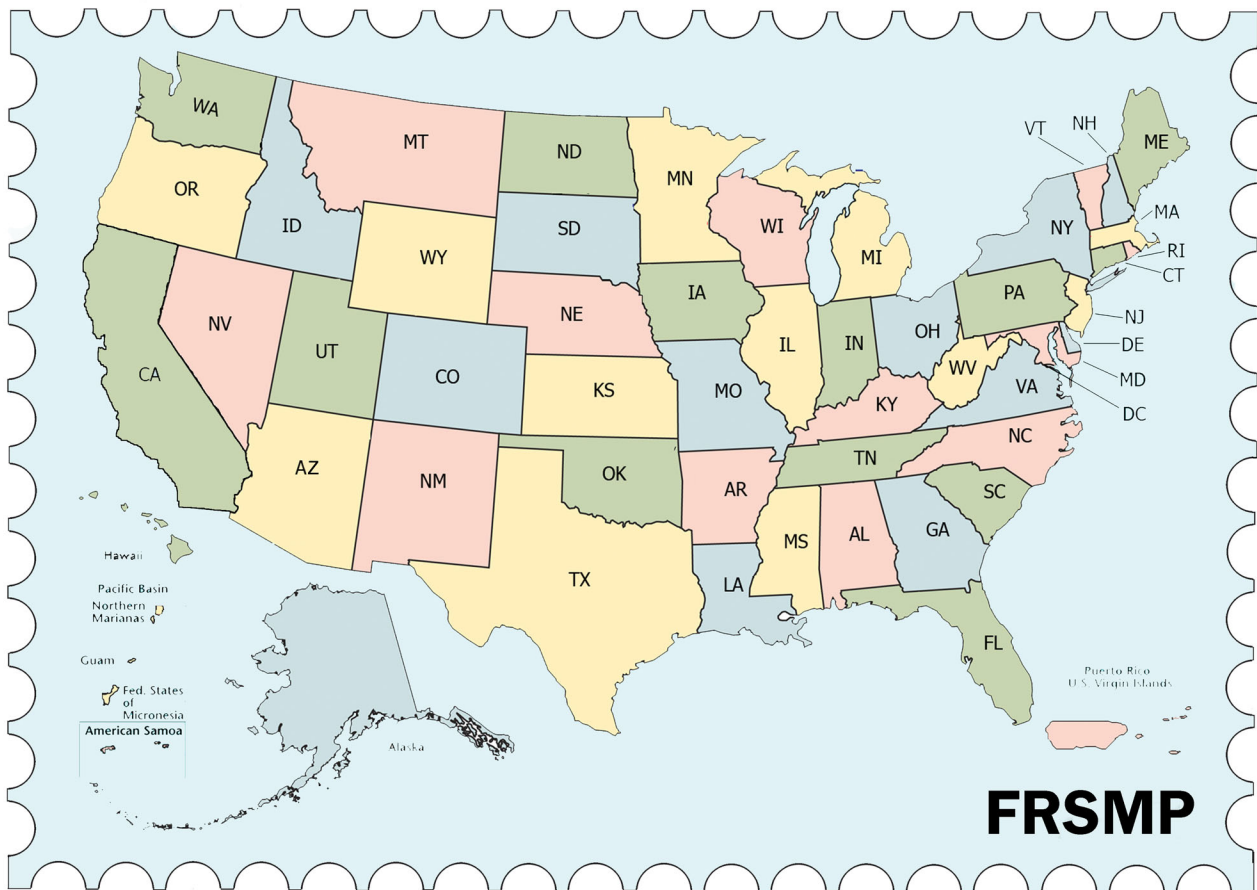 WA
MT
ND
MN
VT
NH
ME
OR
ID
SD
WI
MI
NY
MA
WY
RI
CT
IA
PA
NE
NV
UT
IL
IN
OH
NJ
DE
CA
CO
KS
MO
WV
VA
MD
KY
DC
AZ
NM
OK
TN
NC
AR
SC
MS
AL
GA
TX
LA
FL
Hawaii
Pacific Basin
Northern
Marianas
Guam
Fed. States
of
Micronesia
American Samoa
Alaska
Puerto Rico
U.S. Virgin Islands
FRSMP